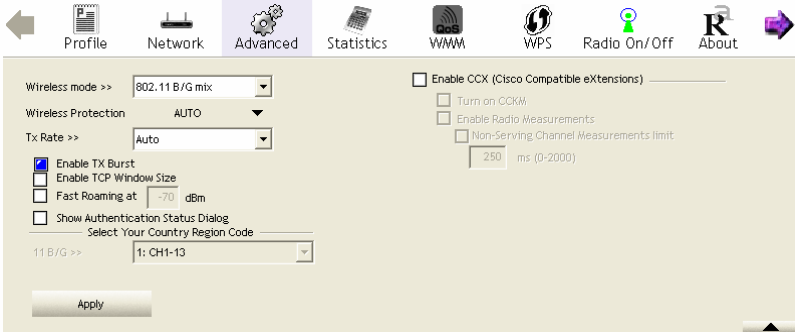 Profile Network Advanced Statistics QoS WMM WPS Radio On/Off Ra About
Wireless mode >> 802.11 B/G mix
Wireless Protection AUTO
Tx Rate >> Auto
Enable TX Burst
Enable TCP Window Size
Fast Roaming at -70 dBm
Show Authentication Status Dialog
Select Your Country Region Code
11 B/G >> 1: CH1-13
Apply
Enable CCX (Cisco Compatible eXtensions)
Turn on CCKM
Enable Radio Measurements
Non-Serving Channel Measurements limit
250 ms (0-2000)